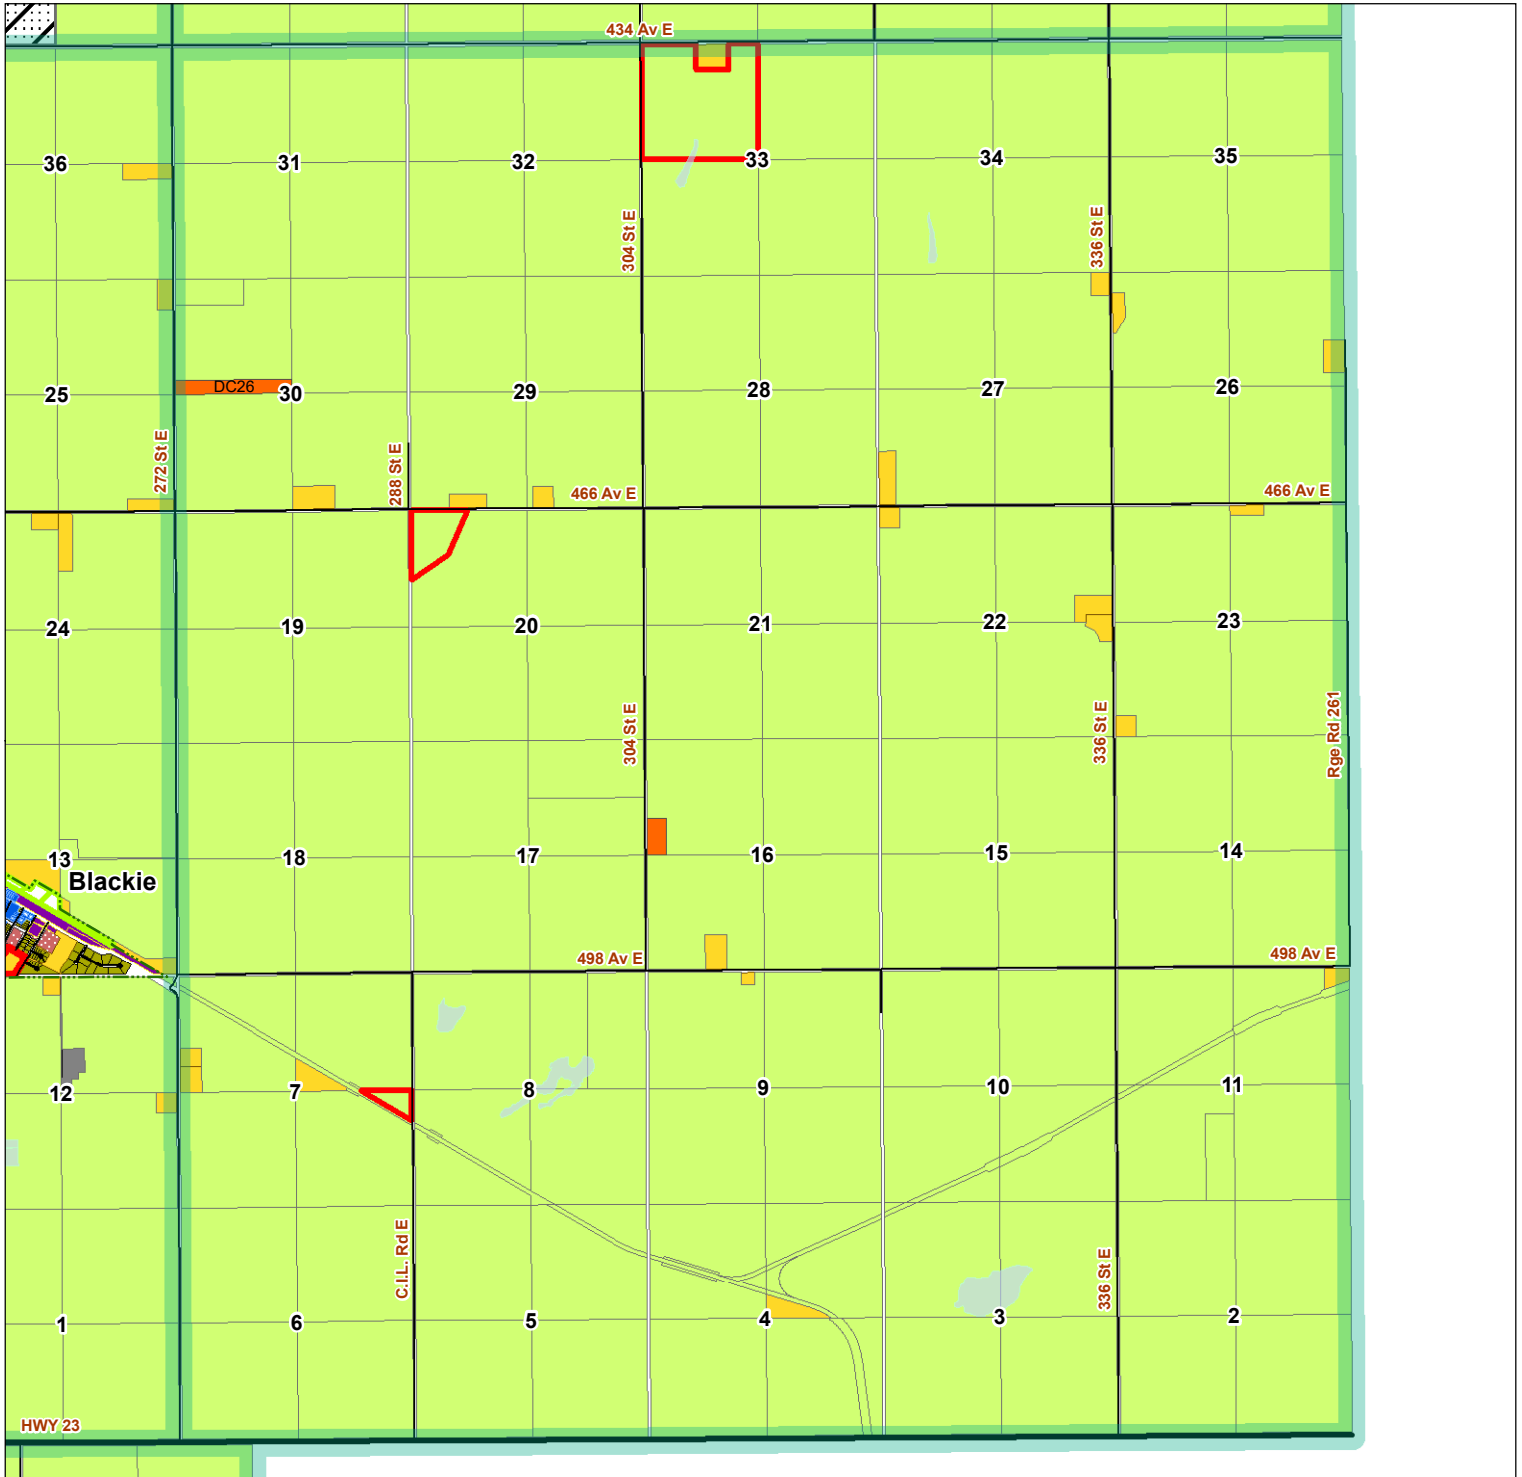 434 Av E
36
31
32
33
34
35
304 St E
336 St E
DC26
25
30
29
28
27
26
272 St E
288 St E
466 Av E
466 Av E
24
19
20
21
22
23
304 St E
336 St E
Rge Rd 261
13
18
17
16
15
14
Blackie
498 Av E
498 Av E
12
7
8
9
10
11
C.I.L. Rd E
336 St E
1
6
5
4
3
2
HWY 23